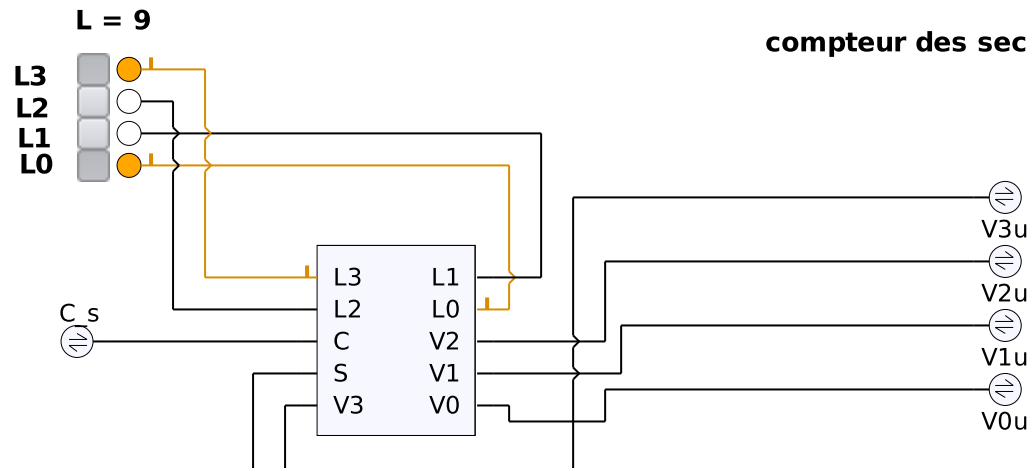 L = 9
compteur des sec
L3
L2
L1
L0
V3u
L3 L1
V2u
L2 L0
C_s
C V2
V1u
S V1
V3 V0
V0u